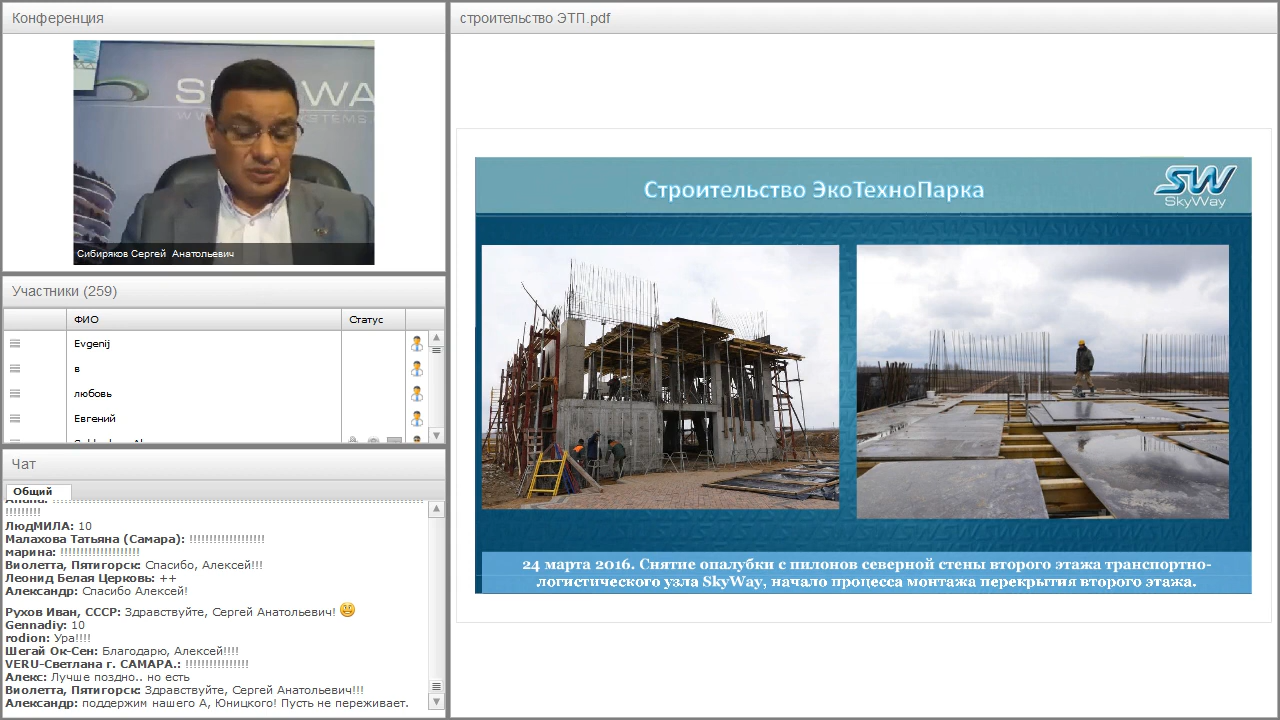 Конференция
SKYWA
Сибиряков Сергей Анатольевич
Участники (259)
ФИО
Статус
Evgenij
в
любовь
Евгений
Чат
Общий
!!!!!!!!!
ЛюдМИЛА: 10
Малахова Татьяна (Самара): !!!!!!!!!!!!!!!!!!!
марина: !!!!!!!!!!!!!!!!!!!!
Виолетта, Пятигорск: Спасибо, Алексей!!!
Леонид Белая Церковь: ++
Александр: Спасибо Алексей!
Рухов Иван, СССР: Здравствуйте, Сергей Анатольевич!
Gennadiy: 10
rodion: Ура!!!!
Шегай Ок-Сен: Благодарю, Алексей!!!!
VERU-Светлана г. САМАРА.: !!!!!!!!!!!!!!!!
Алекс: Лучше поздно.. но есть
Виолетта, Пятигорск: Здравствуйте, Сергей Анатольевич!!!
Александр: поддержим нашего А, Юницкого! Пусть не переживает.
строительство ЭТП.pdf
Строительство ЭкоТехноПарка
SW
SkyWay
24 марта 2016. Снятие опалубки с пилонов северной стены второго этажа транспортно-
логистического узла SkyWay, начало процесса монтажа перекрытия второго этажа.